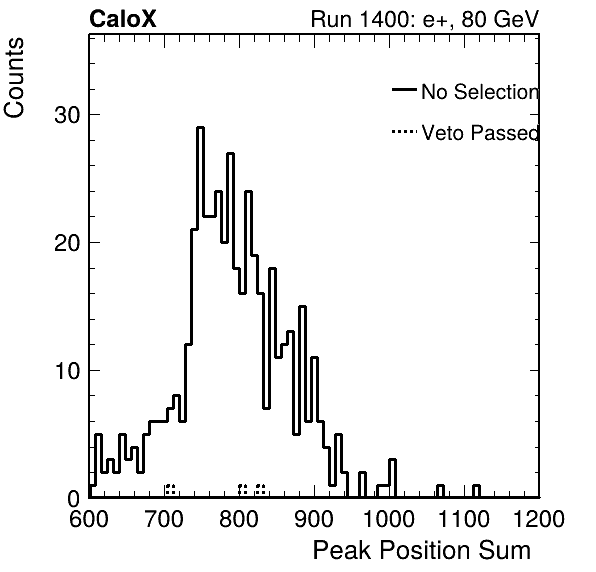 CaloX Run 1400: e+, 80 GeV
Counts
No Selection
Veto Passed
30
20
10
0
600 700 800 900 1000 1100 1200
Peak Position Sum